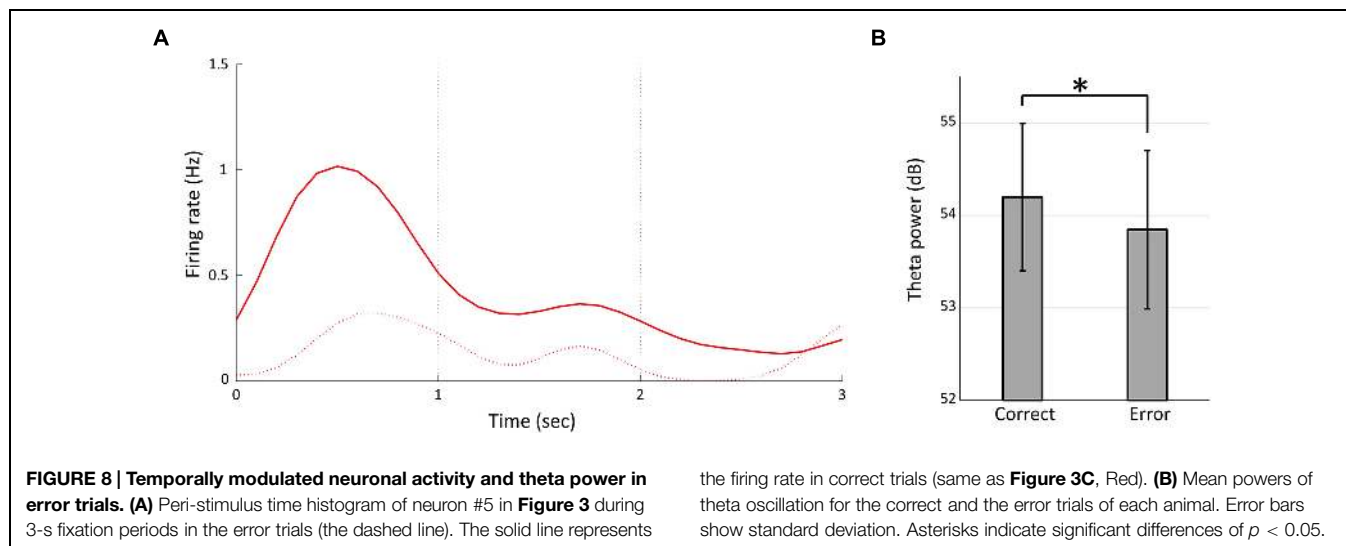 A
1.5
1
0.5
0
Firing rate (Hz)
0
1
2
3
Time (sec)
B
*
55
54
53
52
Theta power (dB)
Correct
Error
FIGURE 8 | Temporally modulated neuronal activity and theta power in
error trials. (A) Peri-stimulus time histogram of neuron #5 in Figure 3 during
3-s fixation periods in the error trials (the dashed line). The solid line represents
the firing rate in correct trials (same as Figure 3C, Red). (B) Mean powers of
theta oscillation for the correct and the error trials of each animal. Error bars
show standard deviation. Asterisks indicate significant differences of p < 0.05.